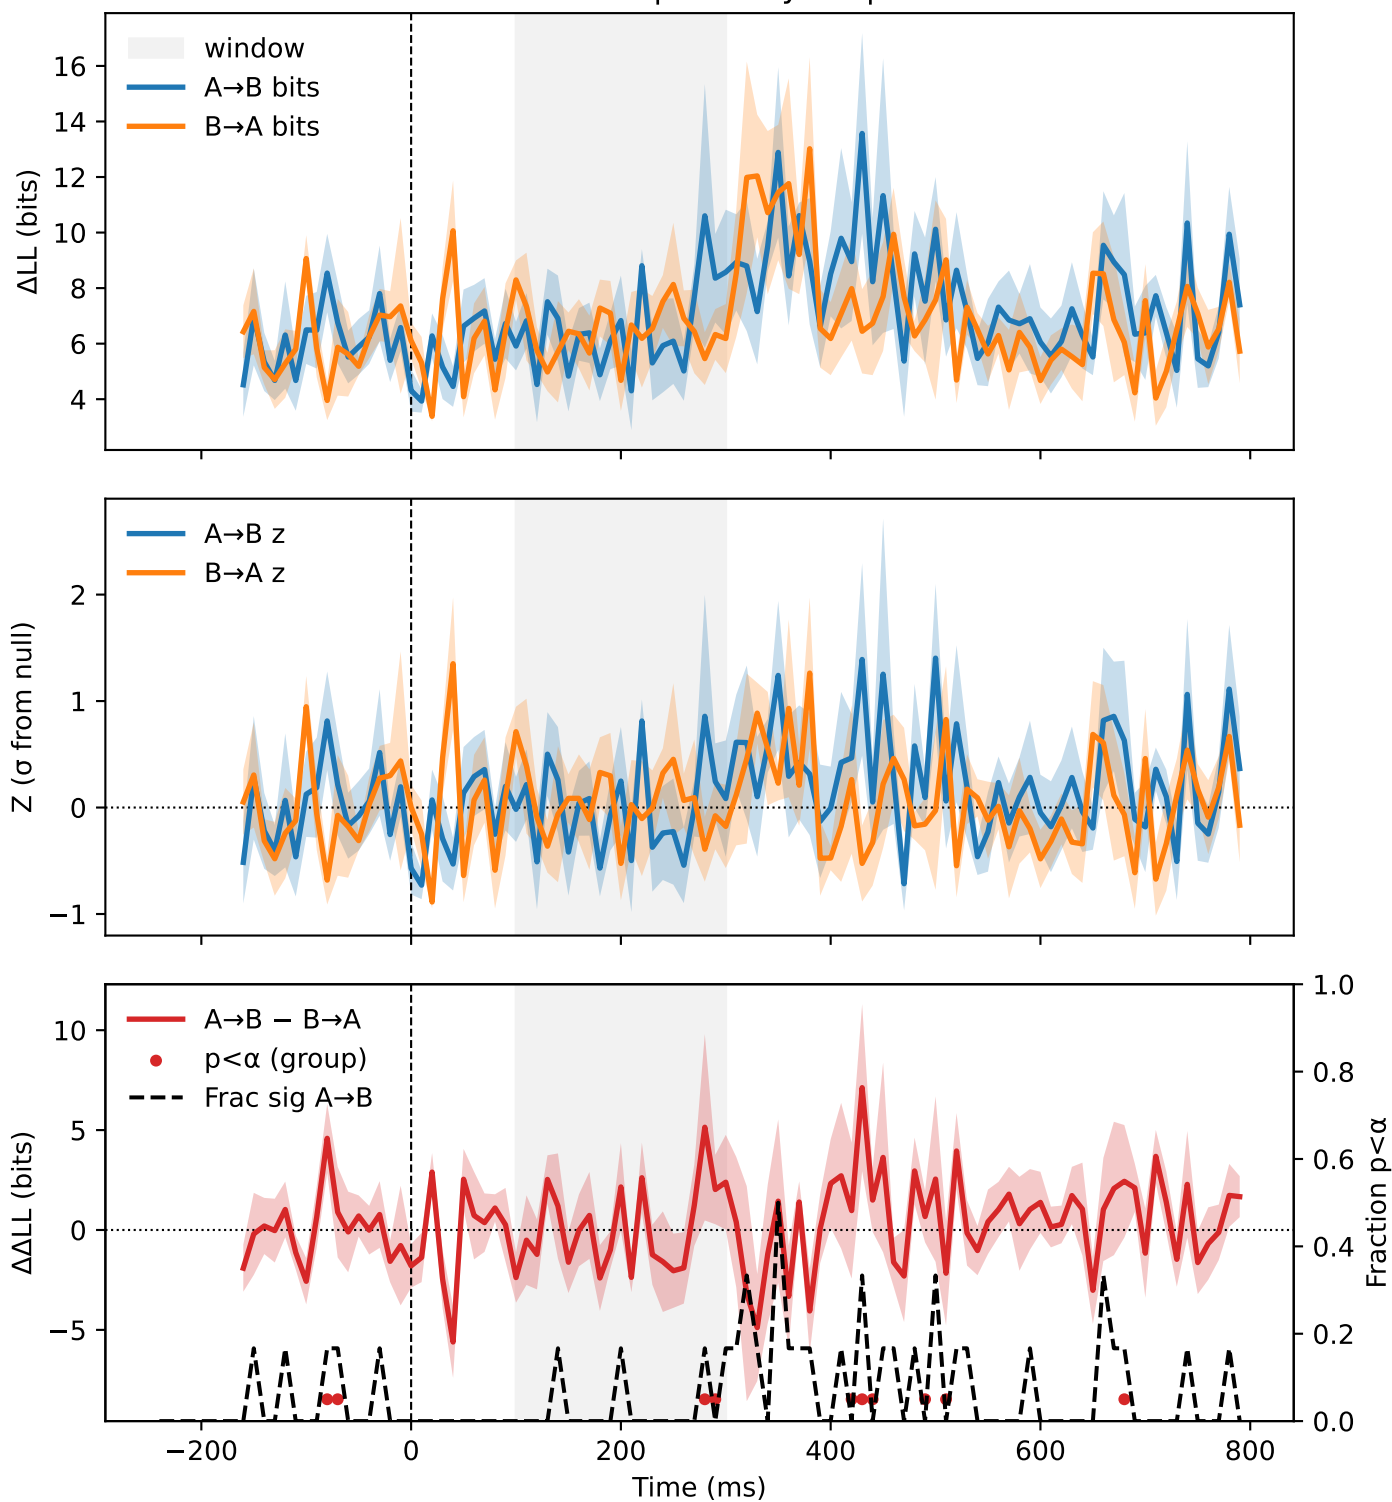 window
A→B bits
B→A bits
16
14
12
10
8
6
4
ΔLL (bits)
A→B z
B→A z
2
1
0
−1
Z (σ from null)
A→B − B→A
p<α (group)
Frac sig A→B
10
5
0
−5
ΔΔLL (bits)
1.0
0.8
0.6
0.4
0.2
0.0
Fraction p<α
−200 0 200 400 600 800
Time (ms)